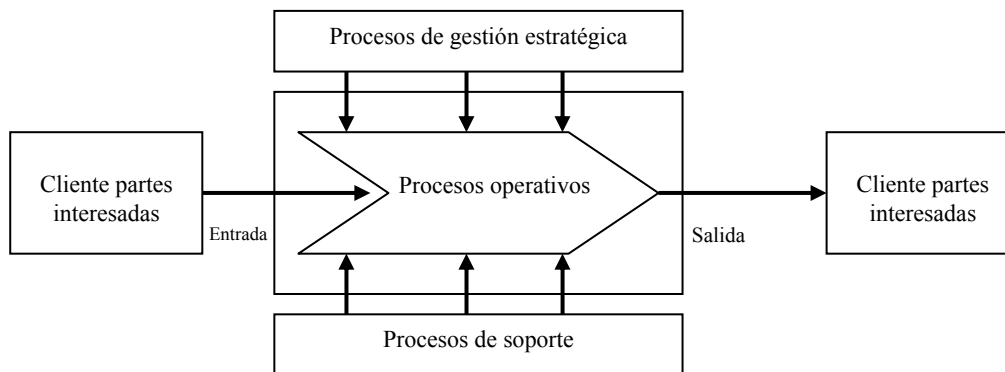 Procesos de gestión estratégica
Cliente partes
interesadas
Entrada
Procesos operativos
Salida
Cliente partes
interesadas
Procesos de soporte